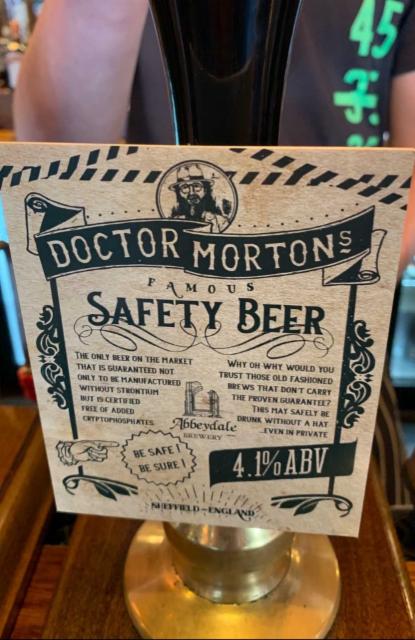 45
DOCTOR MORTONS
FAMOUS
SAFETY BEER
THE ONLY BEER ON THE MARKET
THAT IS GUARANTEED NOT
ONLY TO BE MANUFACTURED
WITHOUT STRONTIUM
BUT IS CERTIFIED
FREE OF ADDED
CRYPTOMPHOSPATES
WHY OH WHY WOULD YOU
TRUST THOSE OLD FASHIONED
BREWS THAT DON'T CARRY
THE PROVEN GUARANTEE?
THIS MAY SAFELY BE
DRUNK WITHOUT A HAT
...EVEN IN PRIVATE
Abbeydale
BREWERY
BE SAFE!
BE SURE!
4.1% ABV
SHEFFIELD~ENGLAND